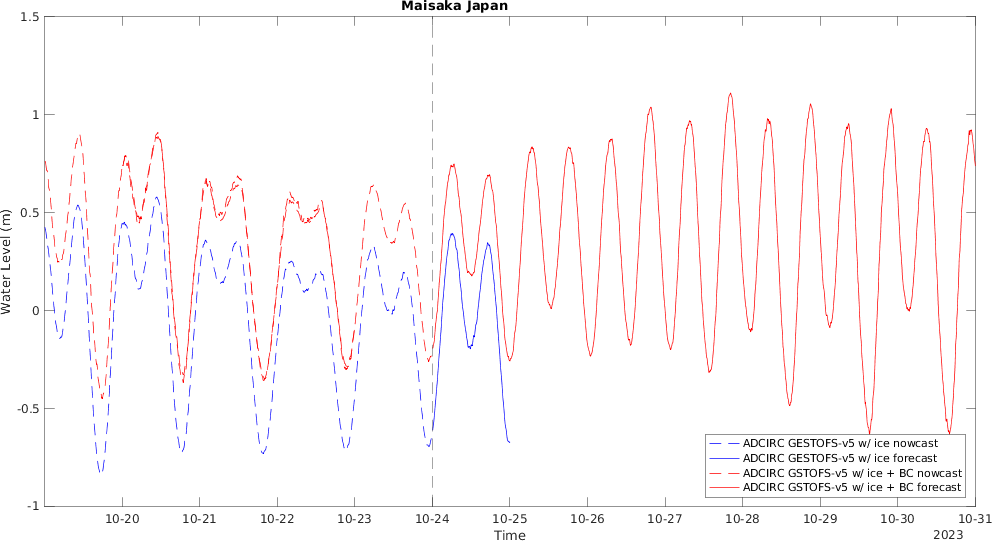 Maisaka Japan
1.5
1
0.5
0
-0.5
-1
Water Level (m)
10-20 10-21 10-22 10-23 10-24 10-25 10-26 10-27 10-28 10-29 10-30 10-31
Time
2023
ADCIRC GESTOFS-v5 w/ ice nowcast
ADCIRC GESTOFS-v5 w/ ice forecast
ADCIRC GSTOFS-v5 w/ ice + BC nowcast
ADCIRC GSTOFS-v5 w/ ice + BC forecast